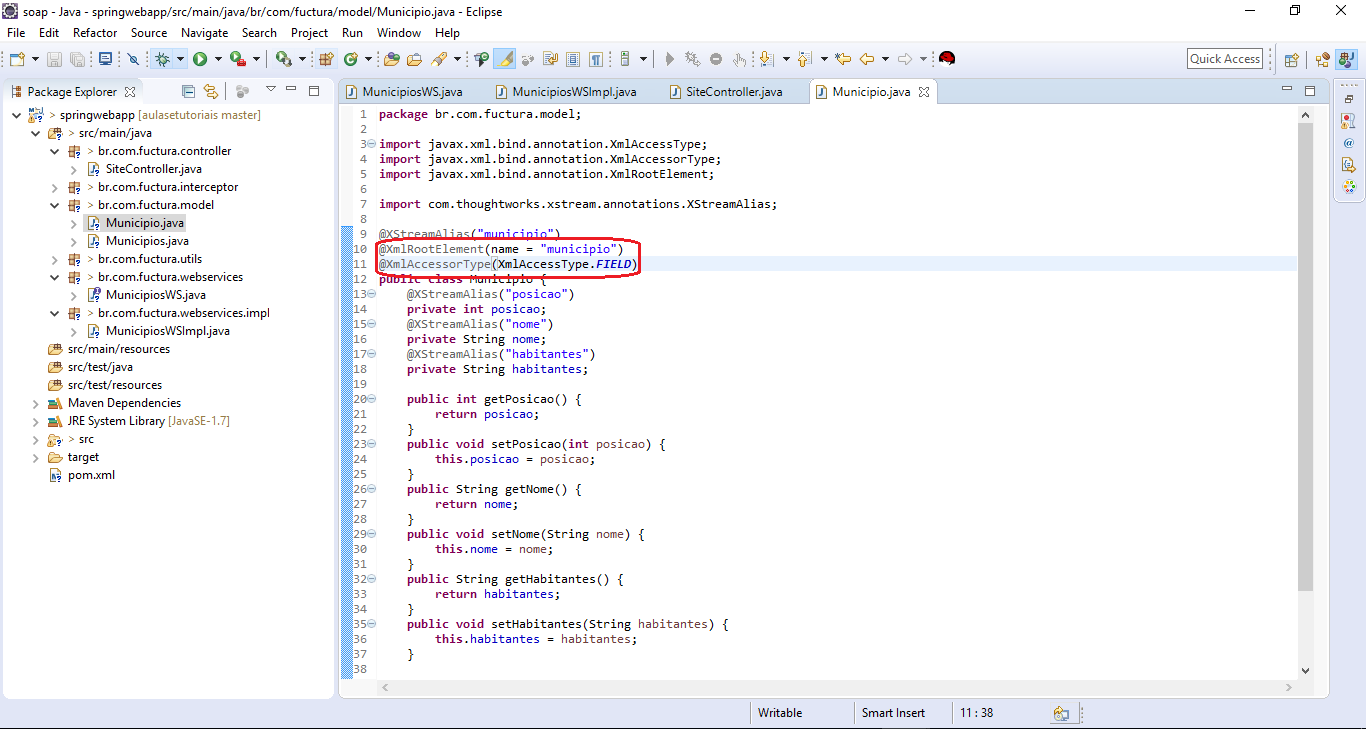 soap - Java - springwebapp/src/main/java/br/com/fuctura/model/Municipio.java - Eclipse
File Edit Refactor Source Navigate Search Project Run Window Help
Quick Access
Package Explorer
> springwebapp [aulasetutoriais master]
> src/main/java
> br.com.fuctura.controller
SiteController.java
> br.com.fuctura.interceptor
> br.com.fuctura.model
Municipio.java
Municipios.java
> br.com.fuctura.utils
> br.com.fuctura.webservices
MunicipiosWS.java
> br.com.fuctura.webservices.impl
MunicipiosWSImpl.java
src/main/resources
src/test/java
src/test/resources
Maven Dependencies
JRE System Library [JavaSE-1.7]
> src
target
pom.xml
MunicipiosWS.java MunicipiosWSImpl.java SiteController.java Municipio.java
1 package br.com.fuctura.model;
2
3 import javax.xml.bind.annotation.XmlAccessType;
4 import javax.xml.bind.annotation.XmlAccessorType;
5 import javax.xml.bind.annotation.XmlRootElement;
6
7 import com.thoughtworks.xstream.annotations.XStreamAlias;
8
9 @XStreamAlias("municipio")
10 @XmlRootElement(name = "municipio")
11 @XmlAccessorType(XmlAccessType.FIELD)
12 public class Municipio {
13 @XStreamAlias("posicao")
14 private int posicao;
15 @XStreamAlias("nome")
16 private String nome;
17 @XStreamAlias("habitantes")
18 private String habitantes;
19
20 public int getPosicao() {
21 return posicao;
22 }
23 public void setPosicao(int posicao) {
24 this.posicao = posicao;
25 }
26 public String getNome() {
27 return nome;
28 }
29 public void setNome(String nome) {
30 this.nome = nome;
31 }
32 public String getHabitantes() {
33 return habitantes;
34 }
35 public void setHabitantes(String habitantes) {
36 this.habitantes = habitantes;
37 }
38
Writable Smart Insert 11 : 38